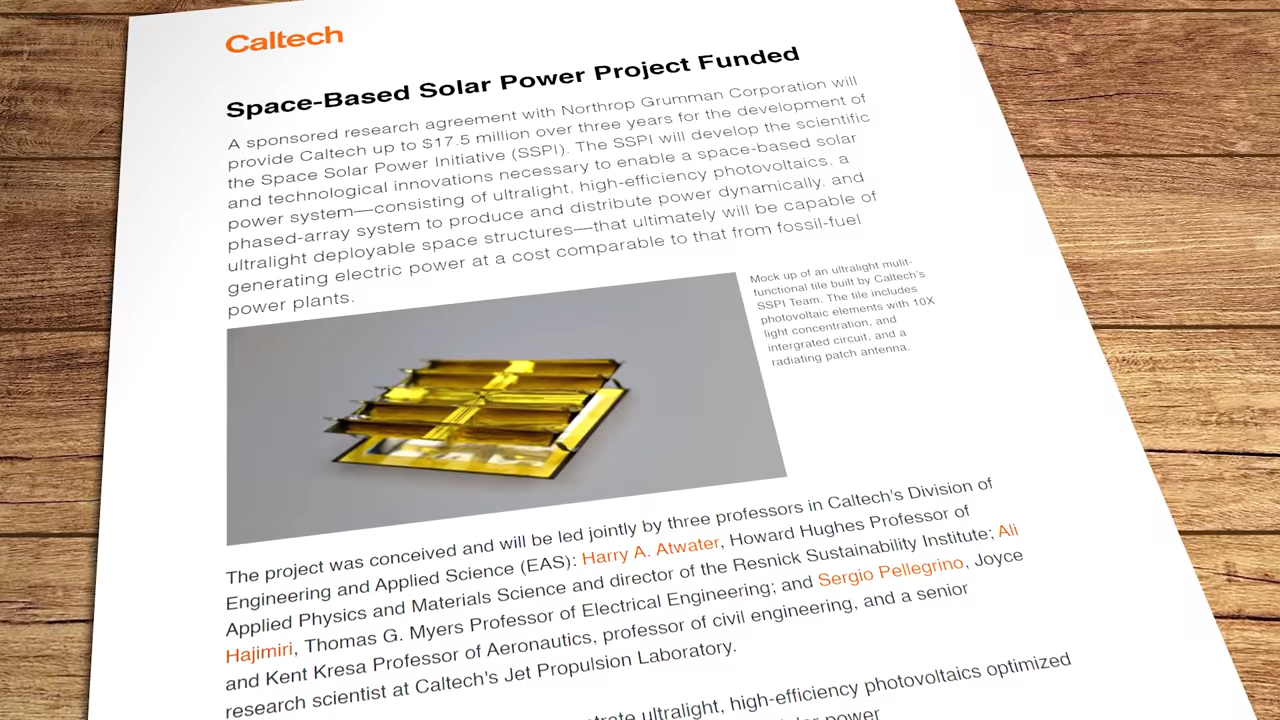 Caltech
Space-Based Solar Power Project Funded
A sponsored research agreement with Northrop Grumman Corporation will
provide Caltech up to $17.5 million over three years for the development of
the Space Solar Power Initiative (SSPI). The SSPI will develop the scientific
and technological innovations necessary to enable a space-based solar
power system—consisting of ultralight, high-efficiency photovoltaics, a
phased-array system to produce and distribute power dynamically, and
ultralight deployable space structures—that ultimately will be capable of
generating electric power at a cost comparable to that from fossil-fuel
power plants.
Mock up of an ultralight mulit-
functional tile built by Caltech's
SSPI Team. The tile includes
photovoltaic elements with 10X
light concentration, and
intergrated circuit, and a
radiating patch antenna.
The project was conceived and will be led jointly by three professors in Caltech's Division of
Engineering and Applied Science (EAS): Harry A. Atwater, Howard Hughes Professor of
Applied Physics and Materials Science and director of the Resnick Sustainability Institute; Ali
Hajimiri, Thomas G. Myers Professor of Electrical Engineering; and Sergio Pellegrino, Joyce
and Kent Kresa Professor of Aeronautics, professor of civil engineering, and a senior
research scientist at Caltech's Jet Propulsion Laboratory.
ultralight, high-efficiency photovoltaics optimized
power